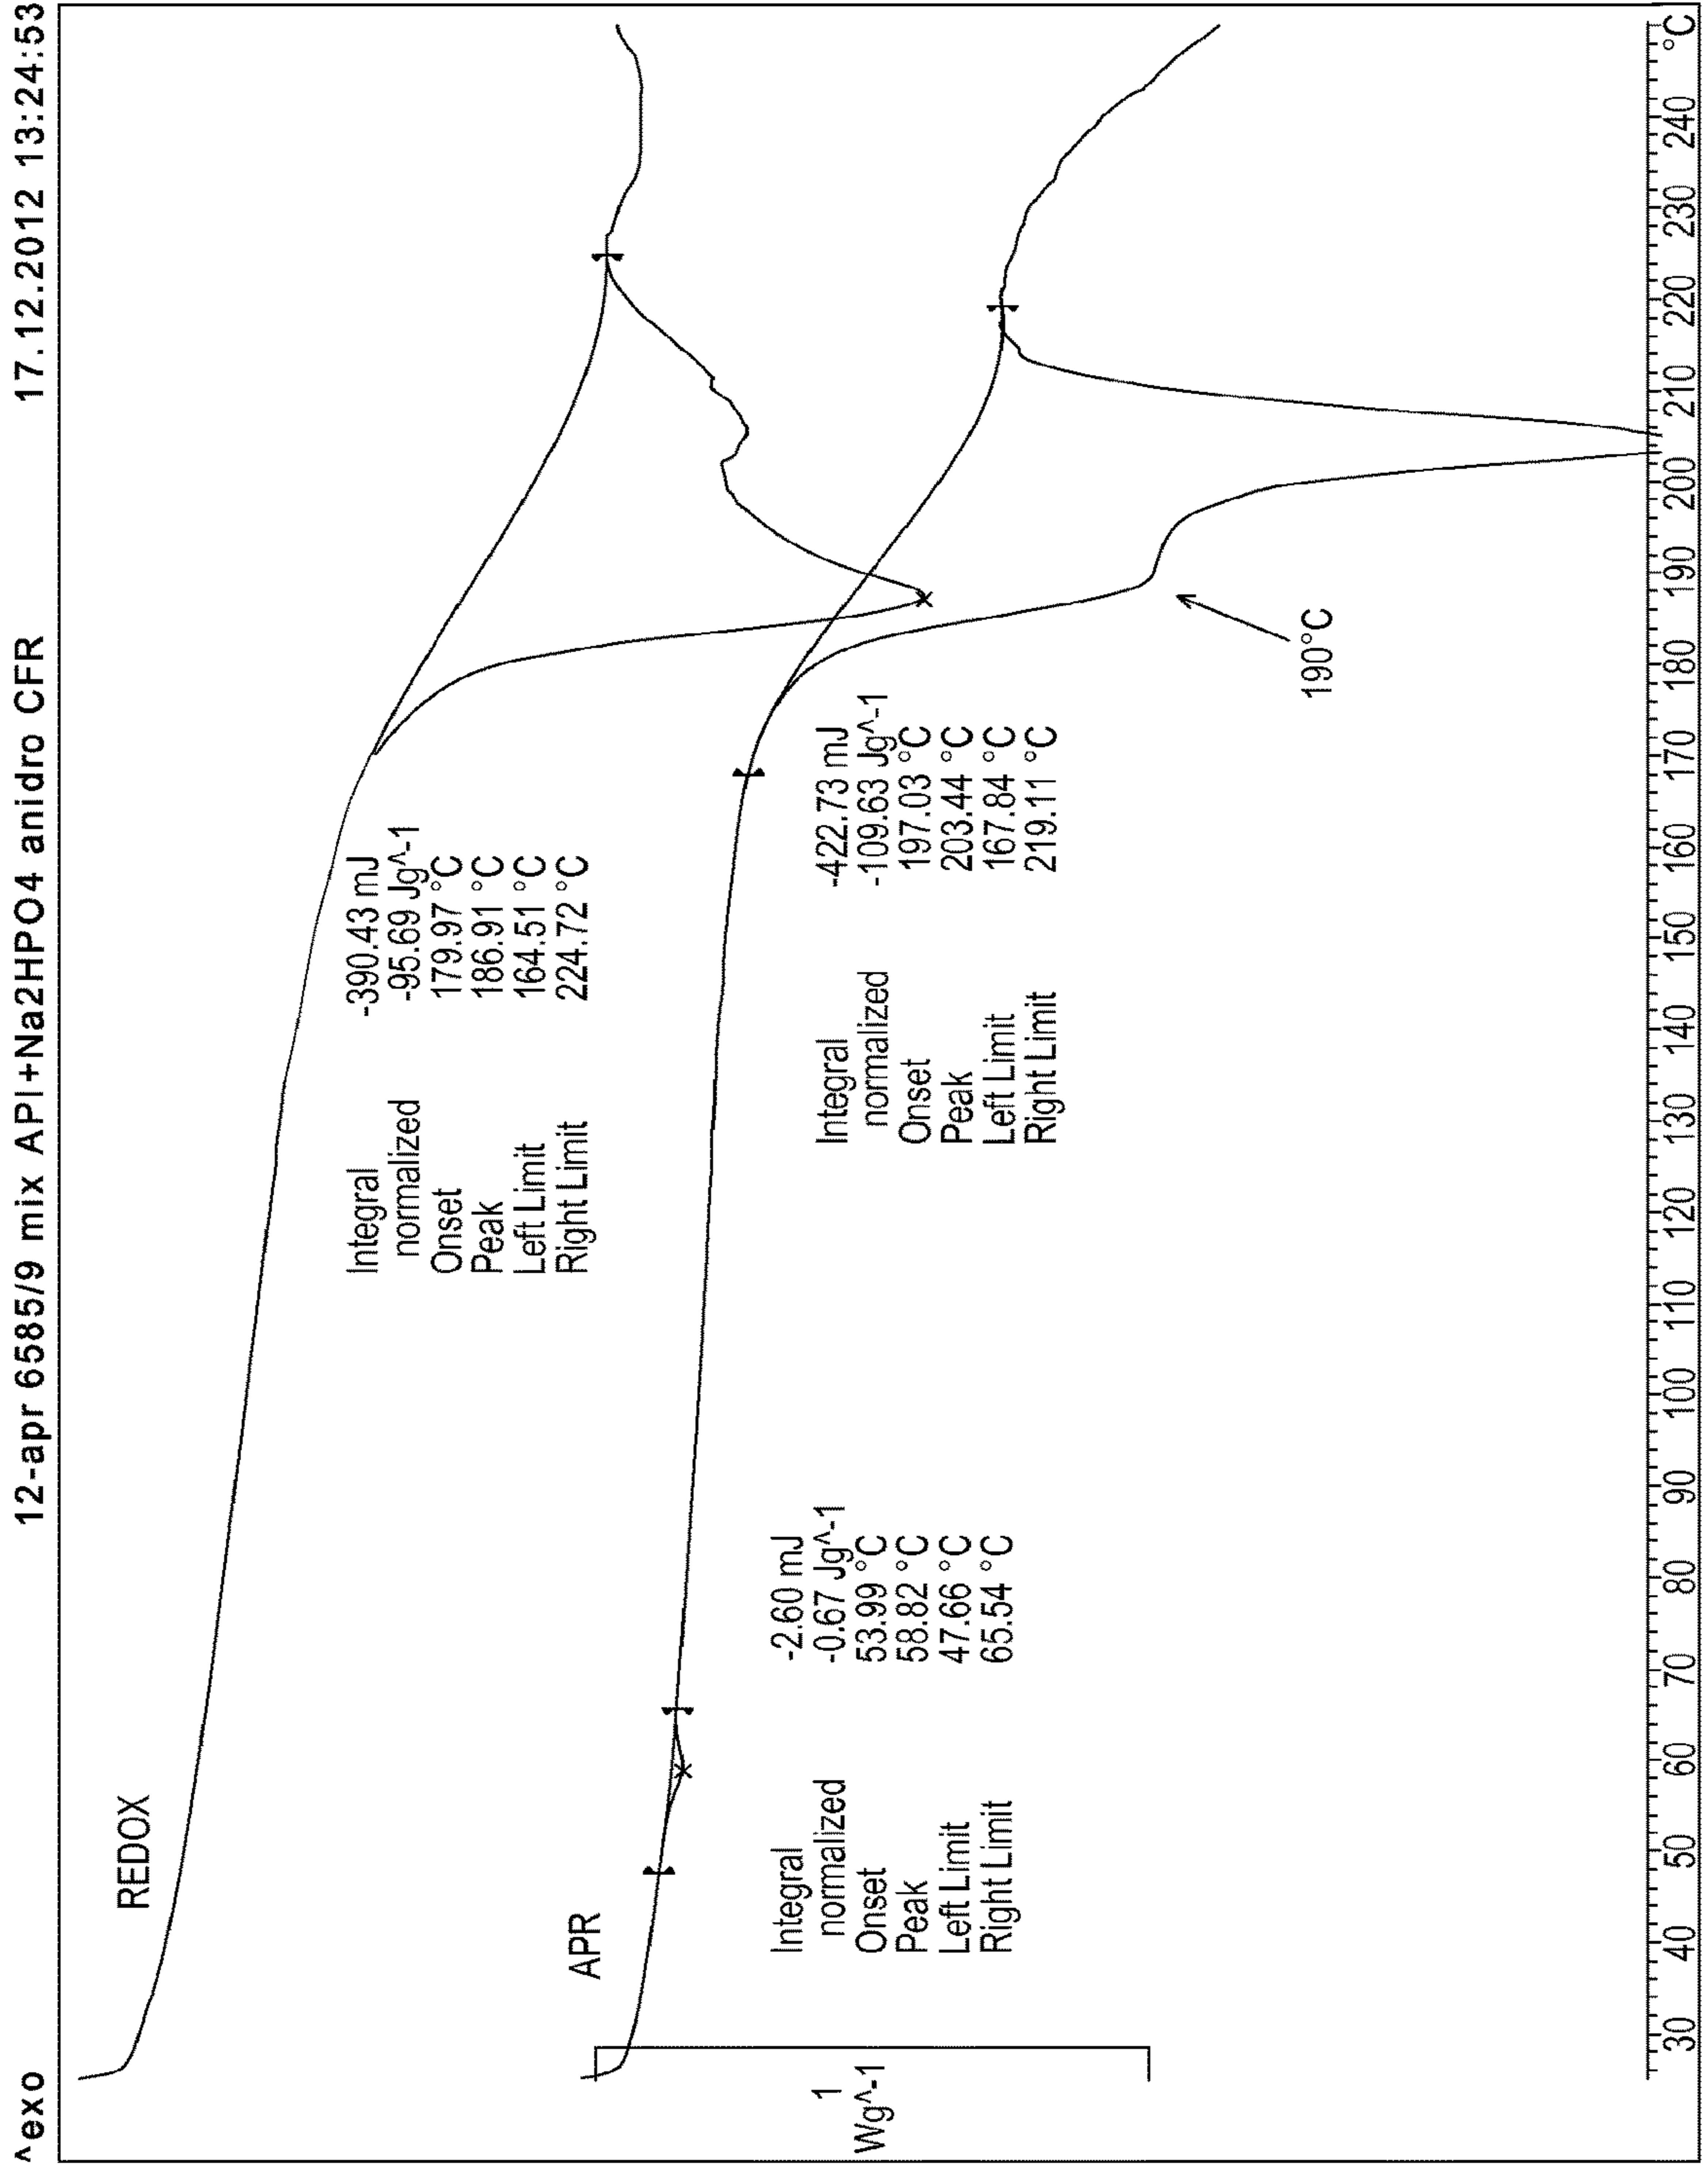 ^exo
12-apr 6585/9 mix API+Na2HPO4 anidro CFR
17.12.2012 13:24:53
REDOX
Integral -390.43 mJ
normalized -95.69 Jg^-1
Onset 179.97 °C
Peak 186.91 °C
Left Limit 164.51 °C
Right Limit 224.72 °C
APR
Integral -2.60 mJ
normalized -0.67 Jg^-1
Onset 53.99 °C
Peak 58.82 °C
Left Limit 47.66 °C
Right Limit 65.54 °C
Integral -422.73 mJ
normalized -109.63 Jg^-1
Onset 197.03 °C
Peak 203.44 °C
Left Limit 167.84 °C
Right Limit 219.11 °C
1
Wg^-1
190°C
30 40 50 60 70 80 90 100 110 120 130 140 150 160 170 180 190 200 210 220 230 240 °C